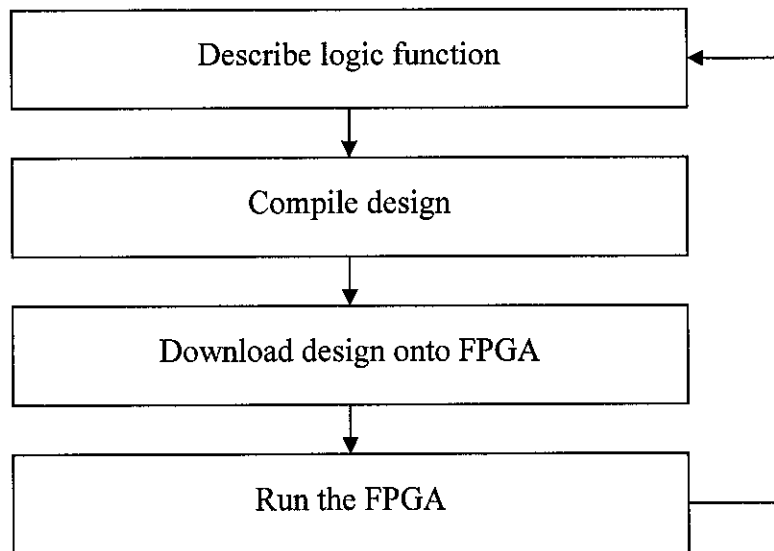 Describe logic function
Compile design
Download design onto FPGA
Run the FPGA